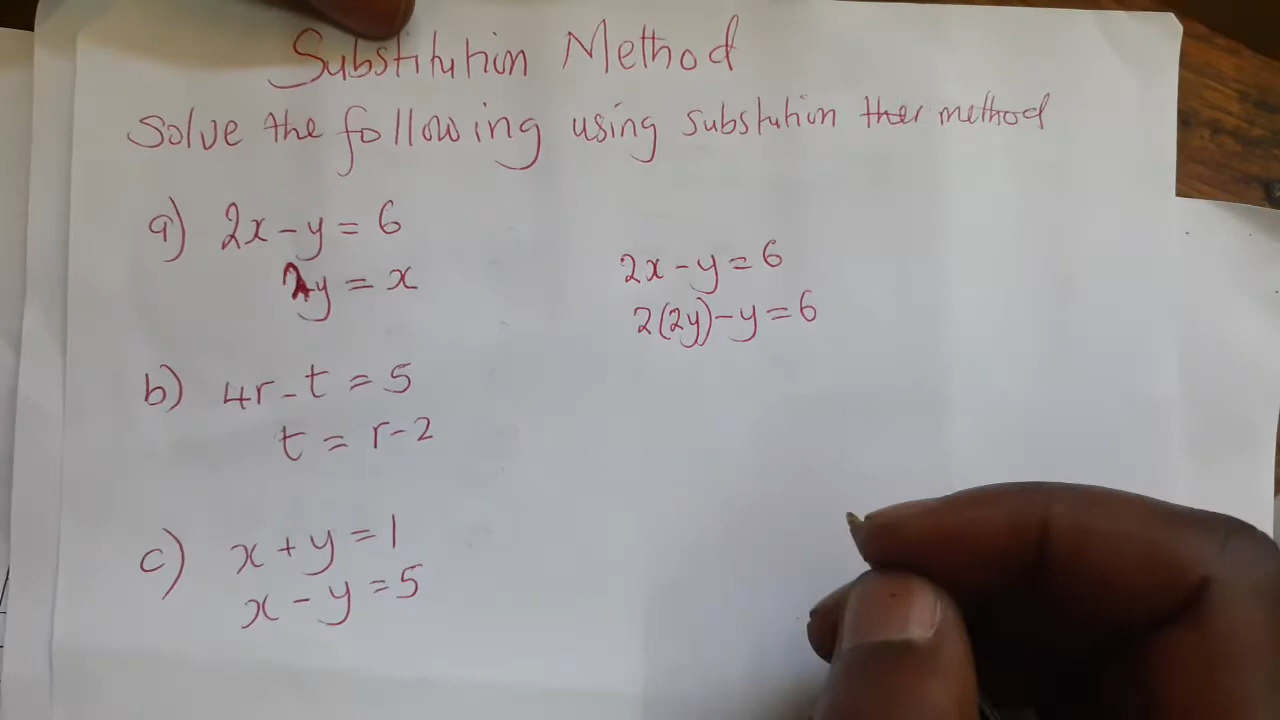 Substitution Method
Solve the following using substution ther method
a) 2x - y = 6
2y = x
b) 4r - t = 5
t = r - 2
c) x + y = 1
x - y = 5
2x - y = 6
2(2y) - y = 6